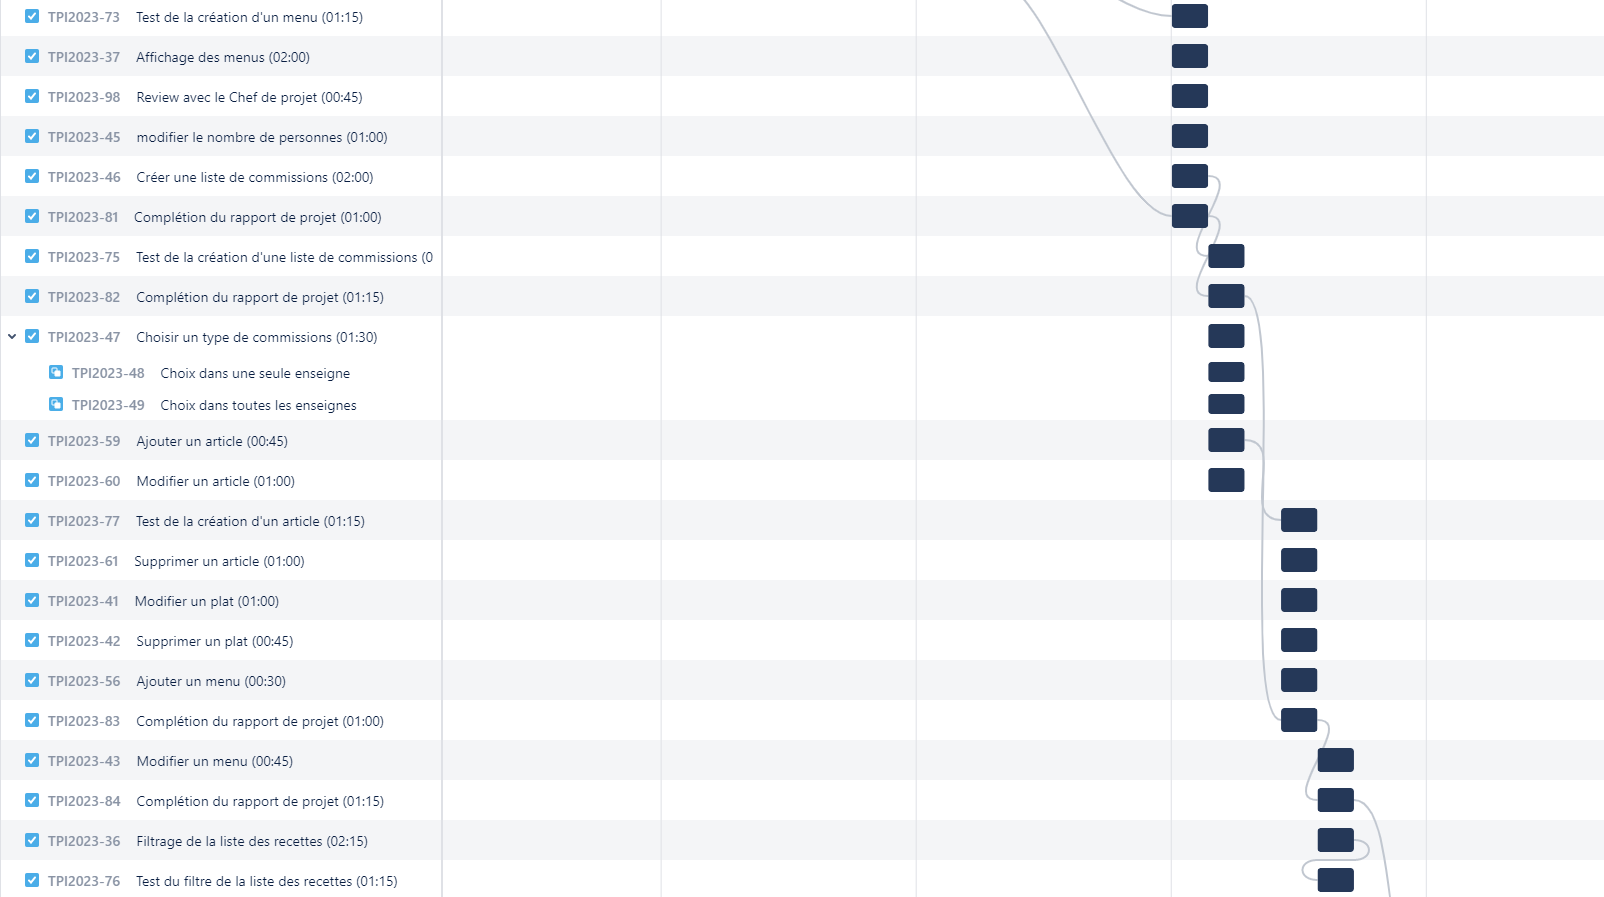 TPI2023-73 Test de la création d'un menu (01:15)
TPI2023-37 Affichage des menus (02:00)
TPI2023-98 Review avec le Chef de projet (00:45)
TPI2023-45 modifier le nombre de personnes (01:00)
TPI2023-46 Créer une liste de commissions (02:00)
TPI2023-81 Complétion du rapport de projet (01:00)
TPI2023-75 Test de la création d'une liste de commissions (0
TPI2023-82 Complétion du rapport de projet (01:15)
TPI2023-47 Choisir un type de commissions (01:30)
TPI2023-48 Choix dans une seule enseigne
TPI2023-49 Choix dans toutes les enseignes
TPI2023-59 Ajouter un article (00:45)
TPI2023-60 Modifier un article (01:00)
TPI2023-77 Test de la création d'un article (01:15)
TPI2023-61 Supprimer un article (01:00)
TPI2023-41 Modifier un plat (01:00)
TPI2023-42 Supprimer un plat (00:45)
TPI2023-56 Ajouter un menu (00:30)
TPI2023-83 Complétion du rapport de projet (01:00)
TPI2023-43 Modifier un menu (00:45)
TPI2023-84 Complétion du rapport de projet (01:15)
TPI2023-36 Filtrage de la liste des recettes (02:15)
TPI2023-76 Test du filtre de la liste des recettes (01:15)